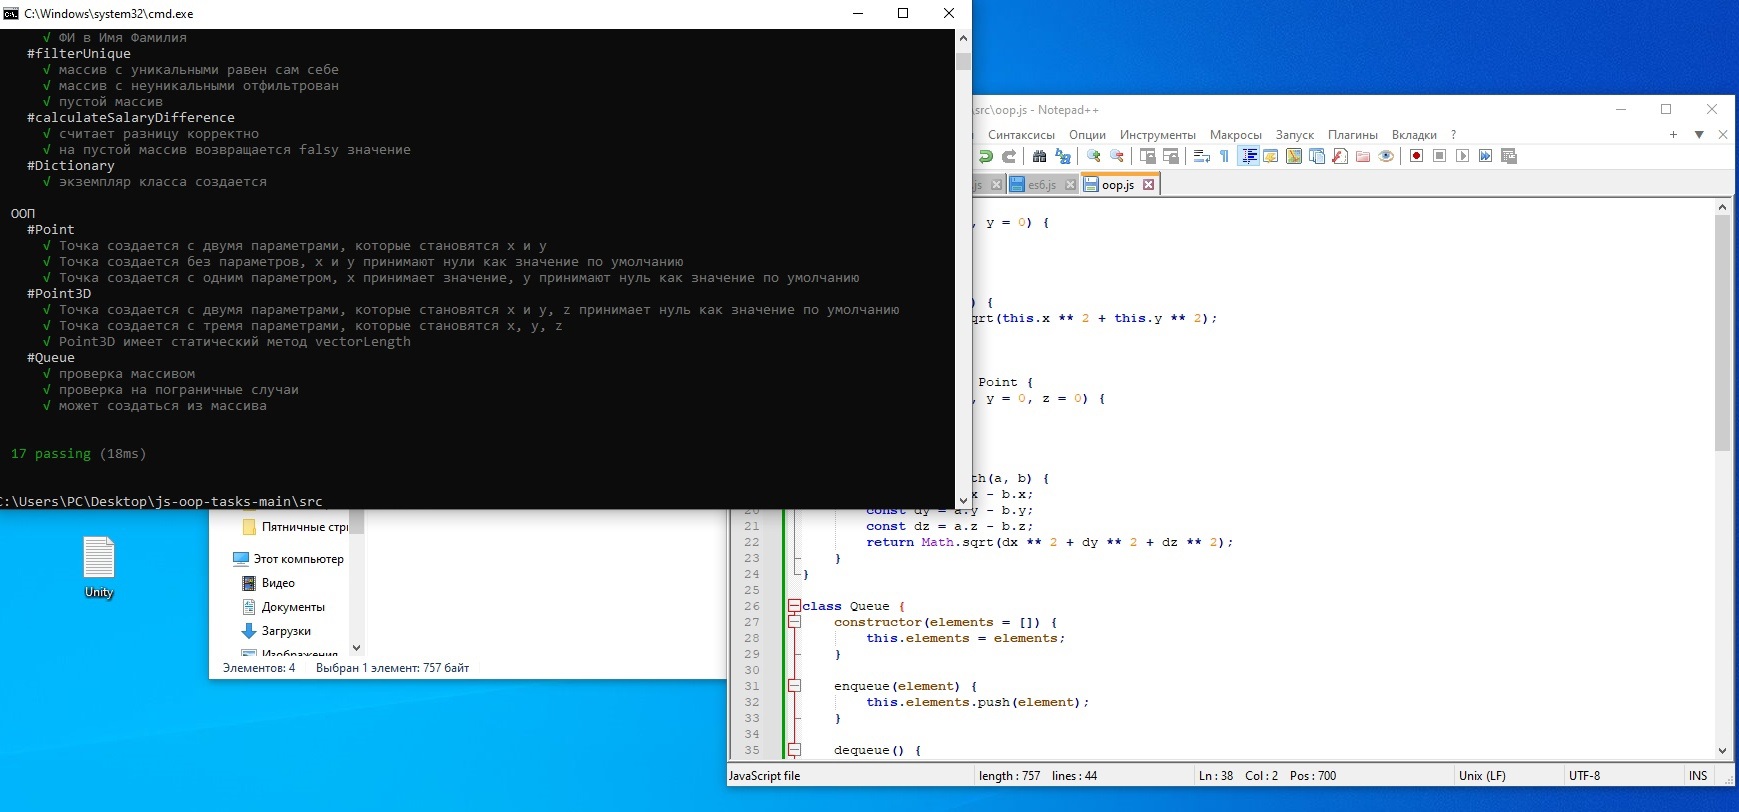 C:\Windows\system32\cmd.exe
√ ФИ в Имя Фамилия
#filterUnique
√ массив с уникальными равен сам себе
√ массив с неуникальными отфильтрован
√ пустой массив
#calculateSalaryDifference
√ считает разницу корректно
√ на пустой массив возвращается falsy значение
#Dictionary
√ экземпляр класса создается
ООП
#Point
√ Точка создается с двумя параметрами, которые становятся x и y
√ Точка создается без параметров, x и y принимают нули как значение по умолчанию
√ Точка создается с одним параметром, x принимает значение, y принимают нуль как значение по умолчанию
#Point3D
√ Точка создается с двумя параметрами, которые становятся x и y, z принимает нуль как значение по умолчанию
√ Точка создается с тремя параметрами, которые становятся x, y, z
√ Point3D имеет статический метод vectorLength
#Queue
√ проверка массивом
√ проверка на пограничные случаи
√ может создаться из массива
17 passing (18ms)
C:\Users\PC\Desktop\js-oop-tasks-main\src
Unity
Пятничные стри
Этот компьютер
Видео
Документы
Загрузки
Изображения
Элементов: 4 Выбран 1 элемент: 757 байт
\src\oop.js - Notepad++
Синтаксисы Опции Инструменты Макросы Запуск Плагины Вкладки ?
.js es6.js oop.js
, y = 0) {
) {
qrt(this.x ** 2 + this.y ** 2);
Point {
, y = 0, z = 0) {
th(a, b) {
x - b.x;
20 const dy = a.y - b.y;
21 const dz = a.z - b.z;
22 return Math.sqrt(dx ** 2 + dy ** 2 + dz ** 2);
23 }
24 }
25
26 class Queue {
27 constructor(elements = []) {
28 this.elements = elements;
29 }
30
31 enqueue(element) {
32 this.elements.push(element);
33 }
34
35 dequeue() {
JavaScript file length : 757 lines : 44 Ln : 38 Col : 2 Pos : 700 Unix (LF) UTF-8 INS